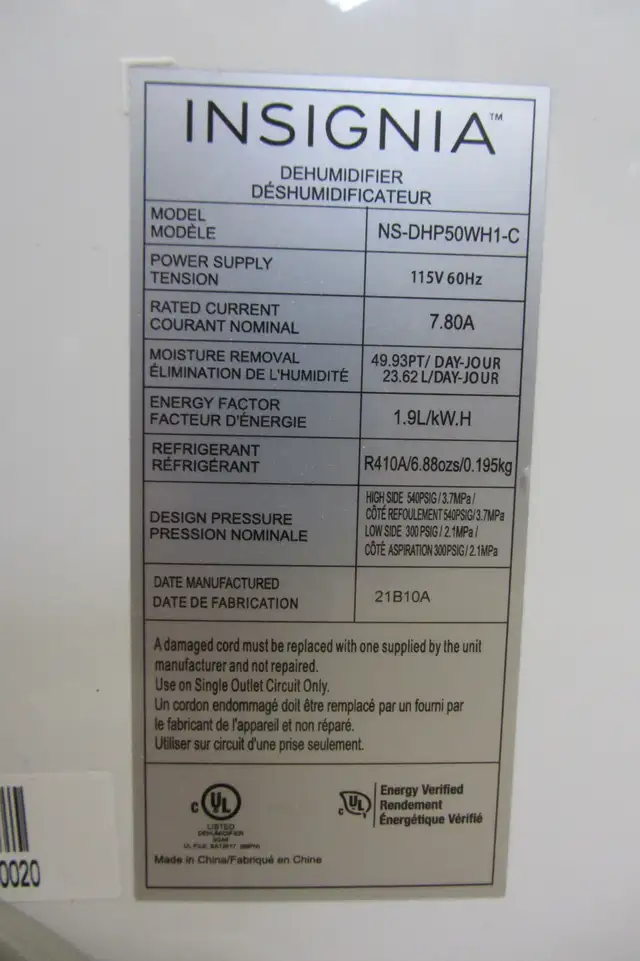 INSIGNIA™
DEHUMIDIFIER
DÉSHUMIDIFICATEUR
MODEL
MODÈLE
NS-DHP50WH1-C
POWER SUPPLY
TENSION
115V 60Hz
RATED CURRENT
COURANT NOMINAL
7.80A
MOISTURE REMOVAL
ÉLIMINATION DE L'HUMIDITÉ
49.93PT/ DAY-JOUR
23.62 L/DAY-JOUR
ENERGY FACTOR
FACTEUR D'ÉNERGIE
1.9L/kW.H
REFRIGERANT
RÉFRIGÉRANT
R410A/6.88ozs/0.195kg
DESIGN PRESSURE
PRESSION NOMINALE
HIGH SIDE 540PSIG / 3.7MPa /
CÔTÉ REFOULEMENT 540PSIG/3.7MPa
LOW SIDE 300 PSIG / 2.1MPa /
CÔTÉ ASPIRATION 300PSIG / 2.1MPa
DATE MANUFACTURED
DATE DE FABRICATION
21B10A
A damaged cord must be replaced with one supplied by the unit
manufacturer and not repaired.
Use on Single Outlet Circuit Only.
Un cordon endommagé doit être remplacé par un fourni par
le fabricant de l'appareil et non réparé.
Utiliser sur circuit d'une prise seulement.
C UL
LISTED
DEHUMIDIFIER
C UL
Energy Verified
Rendement
Énergétique Vérifié
Made in China/Fabriqué en Chine
0020